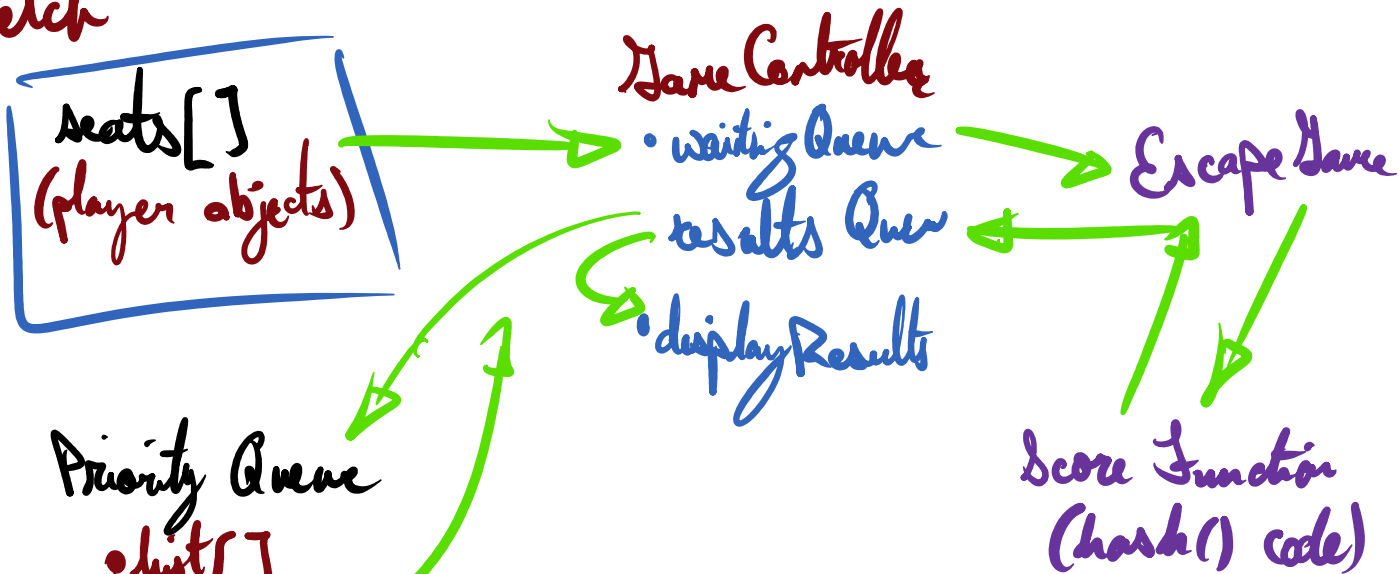 seats[]
(player objects)
Game Controller
• waiting Queue
results Queue
• displayResults
Escape Game
Score Function
(hash() code)
Priority Queue